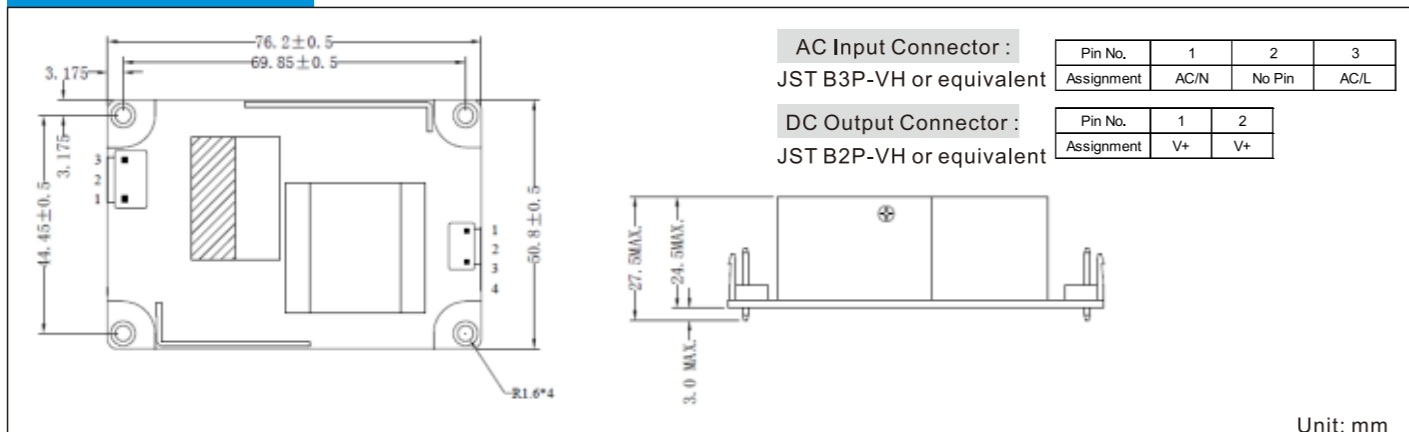 76.2±0.5
69.85±0.5
3.175
3.175
44.45±0.5
50.8±0.5
3
2
1
1
2
3
4
R1.6*4
AC Input Connector :
JST B3P-VH or equivalent
Pin No. 1 2 3
Assignment AC/N No Pin AC/L
DC Output Connector :
JST B2P-VH or equivalent
Pin No. 1 2
Assignment V+ V+
27.5MAX.
24.5MAX.
3.0 MAX.
Unit: mm